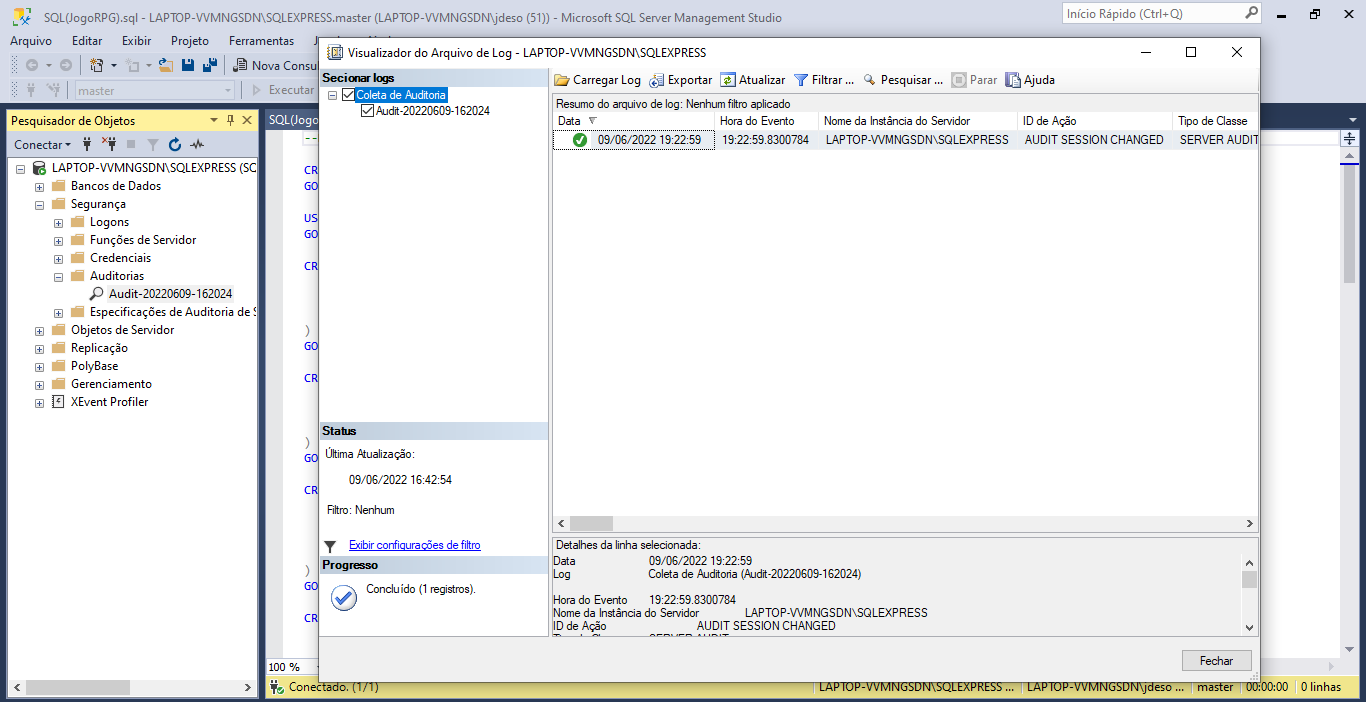 SQL(JogoRPG).sql - LAPTOP-VVMNGSDN\SQLEXPRESS.master (LAPTOP-VVMNGSDN\jdeso (51)) - Microsoft SQL Server Management Studio
Início Rápido (Ctrl+Q)
Arquivo Editar Exibir Projeto Ferramentas
Nova Consul
master
Executar
Pesquisador de Objetos
Conectar
LAPTOP-VVMNGSDN\SQLEXPRESS (SQ
Bancos de Dados
Segurança
Logons
Funções de Servidor
Credenciais
Auditorias
Audit-20220609-162024
Especificações de Auditoria de S
Objetos de Servidor
Replicação
PolyBase
Gerenciamento
XEvent Profiler
SQL(Jogo
--
CR
GO
US
GO
CR
)
GO
CR
)
GO
CR
)
GO
CR
100 %
Visualizador do Arquivo de Log - LAPTOP-VVMNGSDN\SQLEXPRESS
Secionar logs
Coleta de Auditoria
Audit-20220609-162024
Status
Última Atualização:
09/06/2022 16:42:54
Filtro: Nenhum
Exibir configurações de filtro
Progresso
Concluído (1 registros).
Carregar Log Exportar Atualizar Filtrar ... Pesquisar ... Parar Ajuda
Resumo do arquivo de log: Nenhum filtro aplicado
Data Hora do Evento Nome da Instância do Servidor ID de Ação Tipo de Classe
09/06/2022 19:22:59 19:22:59.8300784 LAPTOP-VVMNGSDN\SQLEXPRESS AUDIT SESSION CHANGED SERVER AUDIT
Detalhes da linha selecionada:
Data 09/06/2022 19:22:59
Log Coleta de Auditoria (Audit-20220609-162024)
Hora do Evento 19:22:59.8300784
Nome da Instância do Servidor LAPTOP-VVMNGSDN\SQLEXPRESS
ID de Ação AUDIT SESSION CHANGED
Fechar
Conectado. (1/1) LAPTOP-VVMNGSDN\SQLEXPRESS ... LAPTOP-VVMNGSDN\jdeso ... master 00:00:00 0 linhas